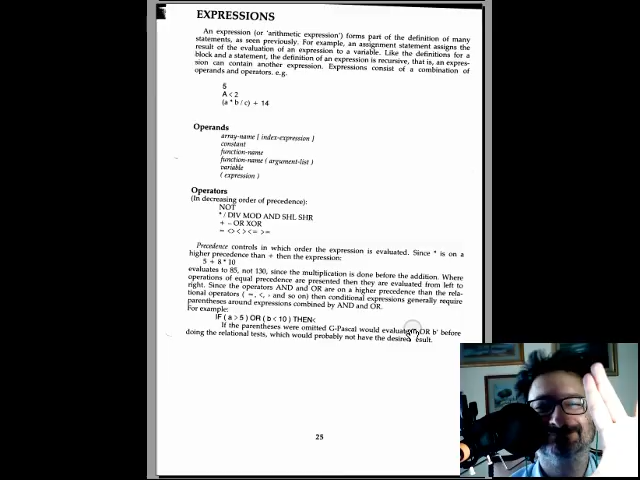 EXPRESSIONS
An expression (or 'arithmetic expression') forms part of the definition of many
statements, as seen previously. For example, an assignment statement assigns the
result of the evaluation of an expression to a variable. Like the definitions for a
block and a statement, the definition of an expression is recursive, that is, an expres-
sion can contain another expression. Expressions consist of a combination of
operands and operators. e.g.
5
A < 2
(a * b / c) + 14
Operands
array-name [ index-expression ]
constant
function-name
function-name ( argument-list )
variable
( expression )
Operators
(In decreasing order of precedence):
NOT
* / DIV MOD AND SHL SHR
+ - OR XOR
= <> < > <= >=
Precedence controls in which order the expression is evaluated. Since * is on a
higher precedence than + then the expression:
5 + 8 * 10
evaluates to 85, not 130, since the multiplication is done before the addition. Where
operations of equal precedence are presented then they are evaluated from left to
right. Since the operators AND and OR are on a higher precedence than the rela-
tional operators ( =, <, and so on) then conditional expressions generally require
parentheses around expressions combined by AND and OR.
For example:
IF ( a > 5 ) OR ( b < 10 ) THEN
If the parentheses were omitted G-Pascal would evaluate OR b' before
doing the relational tests, which would probably not have the desired result.
25